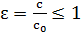 ε = c/c₀ ≤ 1